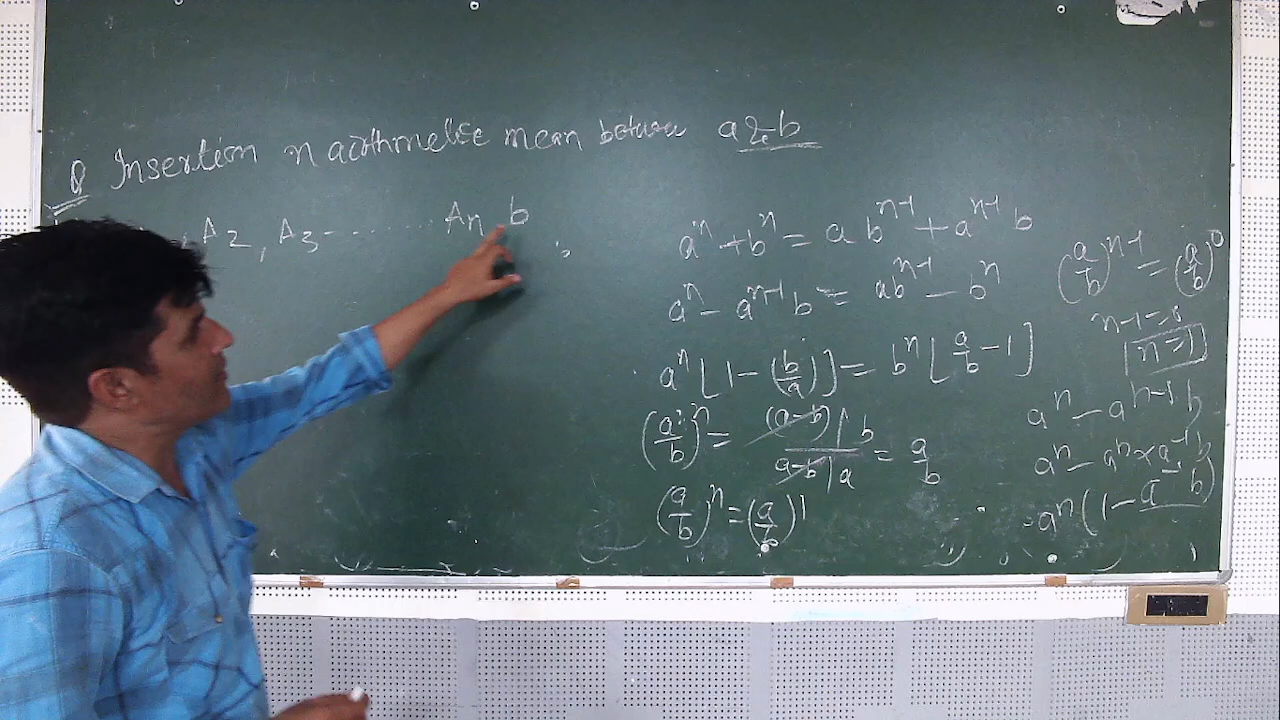 Q Insertion n arithmetic mean between a & b
, A2, A3 - ...... An b
a^n + b^n = a b^(n-1) + a^(n-1) b
a^n - a^(n-1) b = ab^(n-1) - b^n
a^n [1 - (b/a)] = b^n [a/b - 1]
(a/b)^n = (a-b)/b / (a-b)/a = a/b
(a/b)^n = (a/b)^1
(a/b)^(n-1) = (a/b)^0
n-1=0
n=1
a^n - a^(n-1) b
a^n - a^n × a^-1 b
a^n (1 - a^- b)